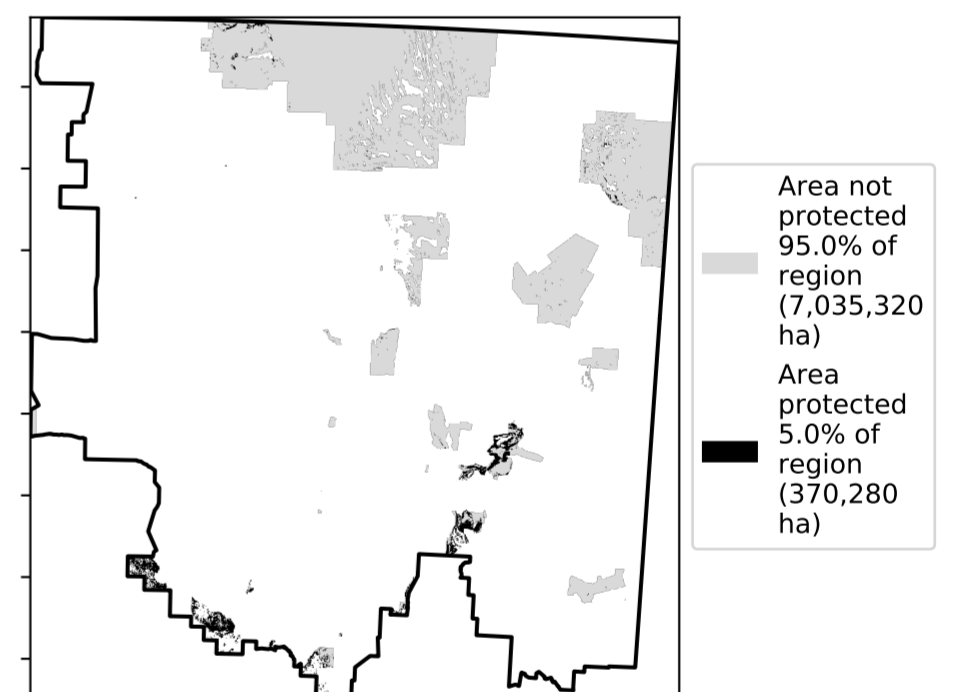 Area not
protected
95.0% of
region
(7,035,320
ha)
Area
protected
5.0% of
region
(370,280
ha)